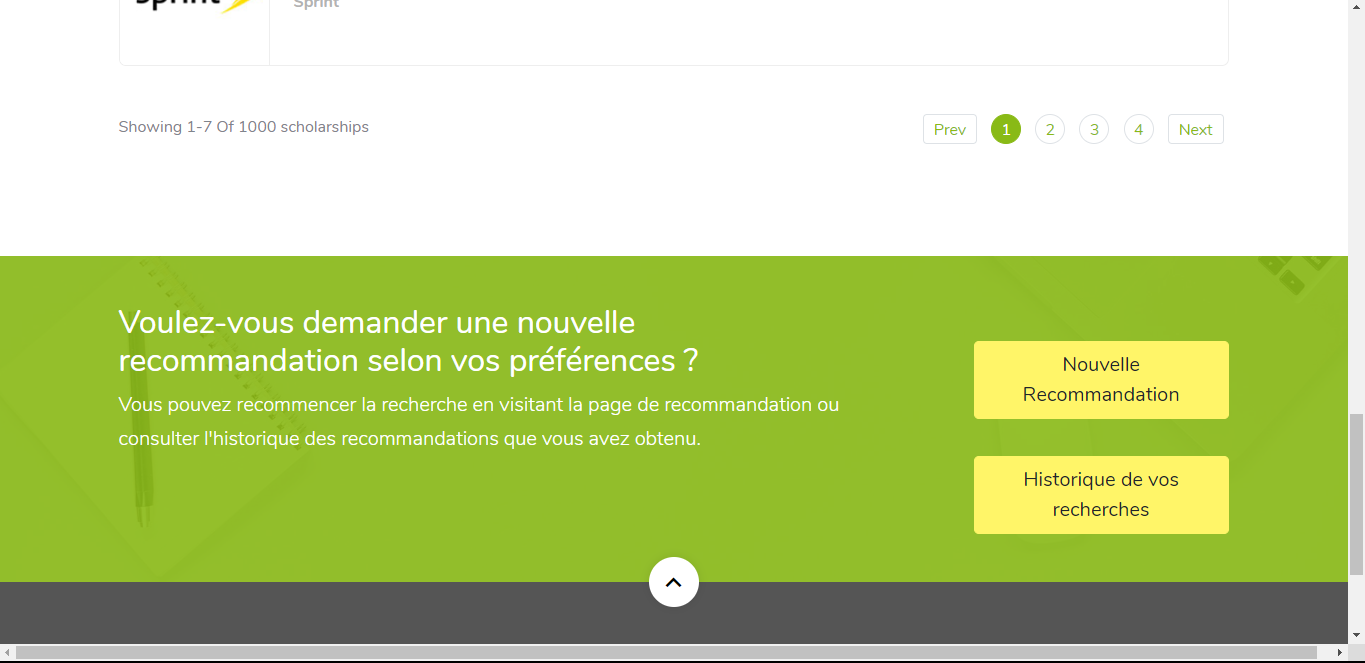 Sprint
Sprint
Showing 1-7 Of 1000 scholarships
Prev 1 2 3 4 Next
Voulez-vous demander une nouvelle
recommandation selon vos préférences ?
Vous pouvez recommencer la recherche en visitant la page de recommandation ou
consulter l'historique des recommandations que vous avez obtenu.
Nouvelle
Recommandation
Historique de vos
recherches